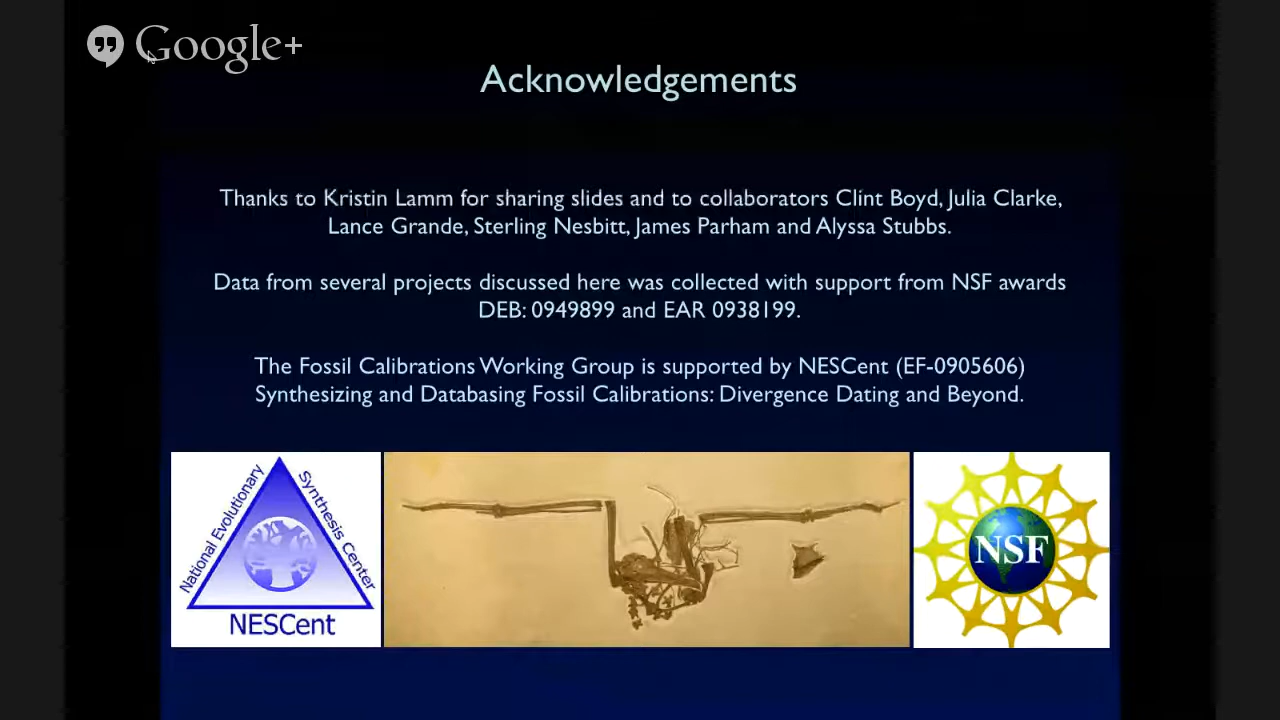 Google+
Acknowledgements
Thanks to Kristin Lamm for sharing slides and to collaborators Clint Boyd, Julia Clarke,
Lance Grande, Sterling Nesbitt, James Parham and Alyssa Stubbs.
Data from several projects discussed here was collected with support from NSF awards
DEB: 0949899 and EAR 0938199.
The Fossil Calibrations Working Group is supported by NESCent (EF-0905606)
Synthesizing and Databasing Fossil Calibrations: Divergence Dating and Beyond.
National Evolutionary
Synthesis Center
NESCent
NSF